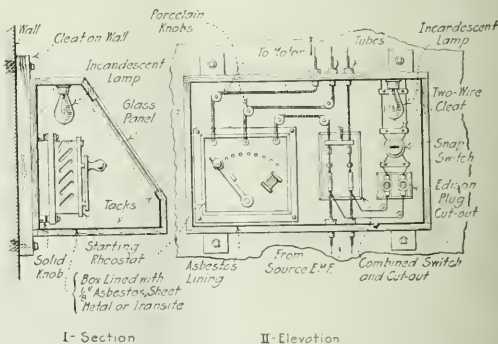 Wall
Cleat on Wall
Incandescent
Lamp
Glass
Panel
Tacks
Solid
Knob
Starting
Rheostat
Box Lined with
1/8" Asbestos, Sheet
Metal or Transite
I - Section
Porcelain
Knobs
To Motor
Tubes
Incandescent
Lamp
Two-Wire
Cleat
Snap
Switch
Edison
Plug
Cut-out
Asbestos
Lining
From
Source E.M.F.
Combined Switch
and Cut-out
II - Elevation